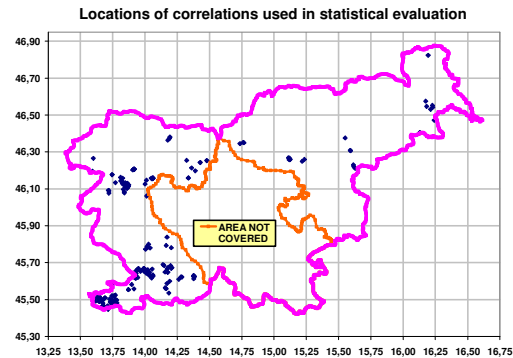 Locations of correlations used in statistical evaluation
46,90
46,70
46,50
46,30
46,10
45,90
45,70
45,50
45,30
AREA NOT
COVERED
13,25 13,50 13,75 14,00 14,25 14,50 14,75 15,00 15,25 15,50 15,75 16,00 16,25 16,50 16,75